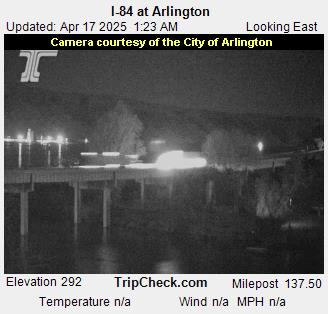 I-84 at Arlington
Updated: Apr 17 2025 1:23 AM Looking East
Camera courtesy of the City of Arlington
Elevation 292 TripCheck.com Milepost 137.50
Temperature n/a Wind n/a MPH n/a